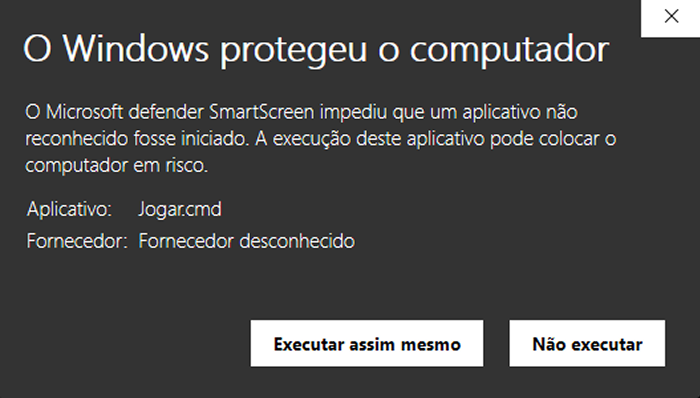 O Windows protegeu o computador
O Microsoft defender SmartScreen impediu que um aplicativo não
reconhecido fosse iniciado. A execução deste aplicativo pode colocar o
computador em risco.
Aplicativo: Jogar.cmd
Fornecedor: Fornecedor desconhecido
Executar assim mesmo Não executar